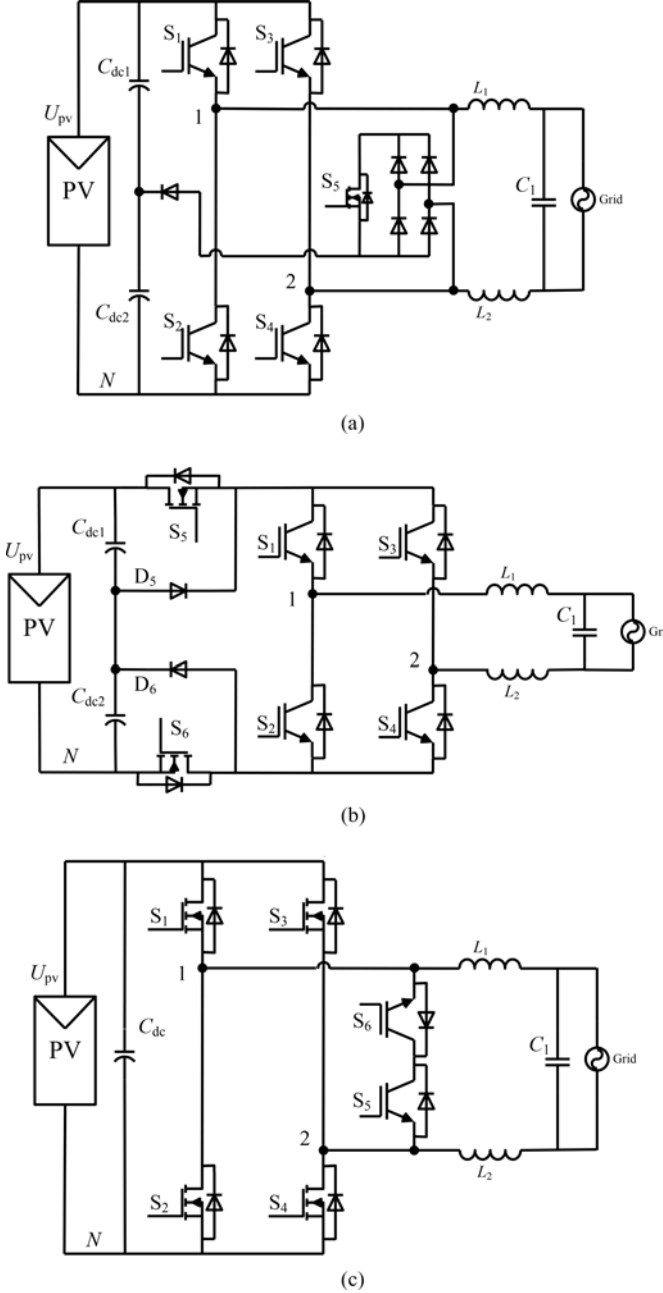 S1
S3
Cdc1
L1
Upv
1
PV
S5
C1
Grid
2
Cdc2
S2
S4
L2
N
(a)
S5
Cdc1
S1
S3
Upv
D5
L1
1
PV
C1
Gr
2
D6
L2
Cdc2
S6
S2
S4
N
(b)
S1
S3
L1
1
Upv
S6
PV
Cdc
C1
Grid
S5
2
L2
S2
S4
N
(c)